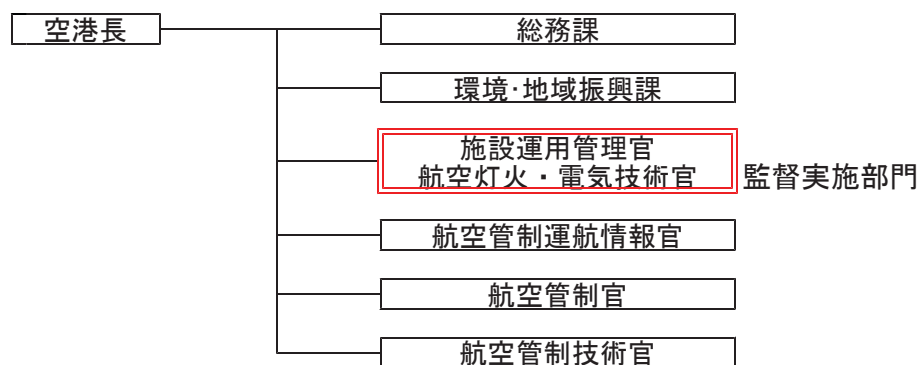 空港長
総務課
環境･地域振興課
施設運用管理官
航空灯火・電気技術官
監督実施部門
航空管制運航情報官
航空管制官
航空管制技術官